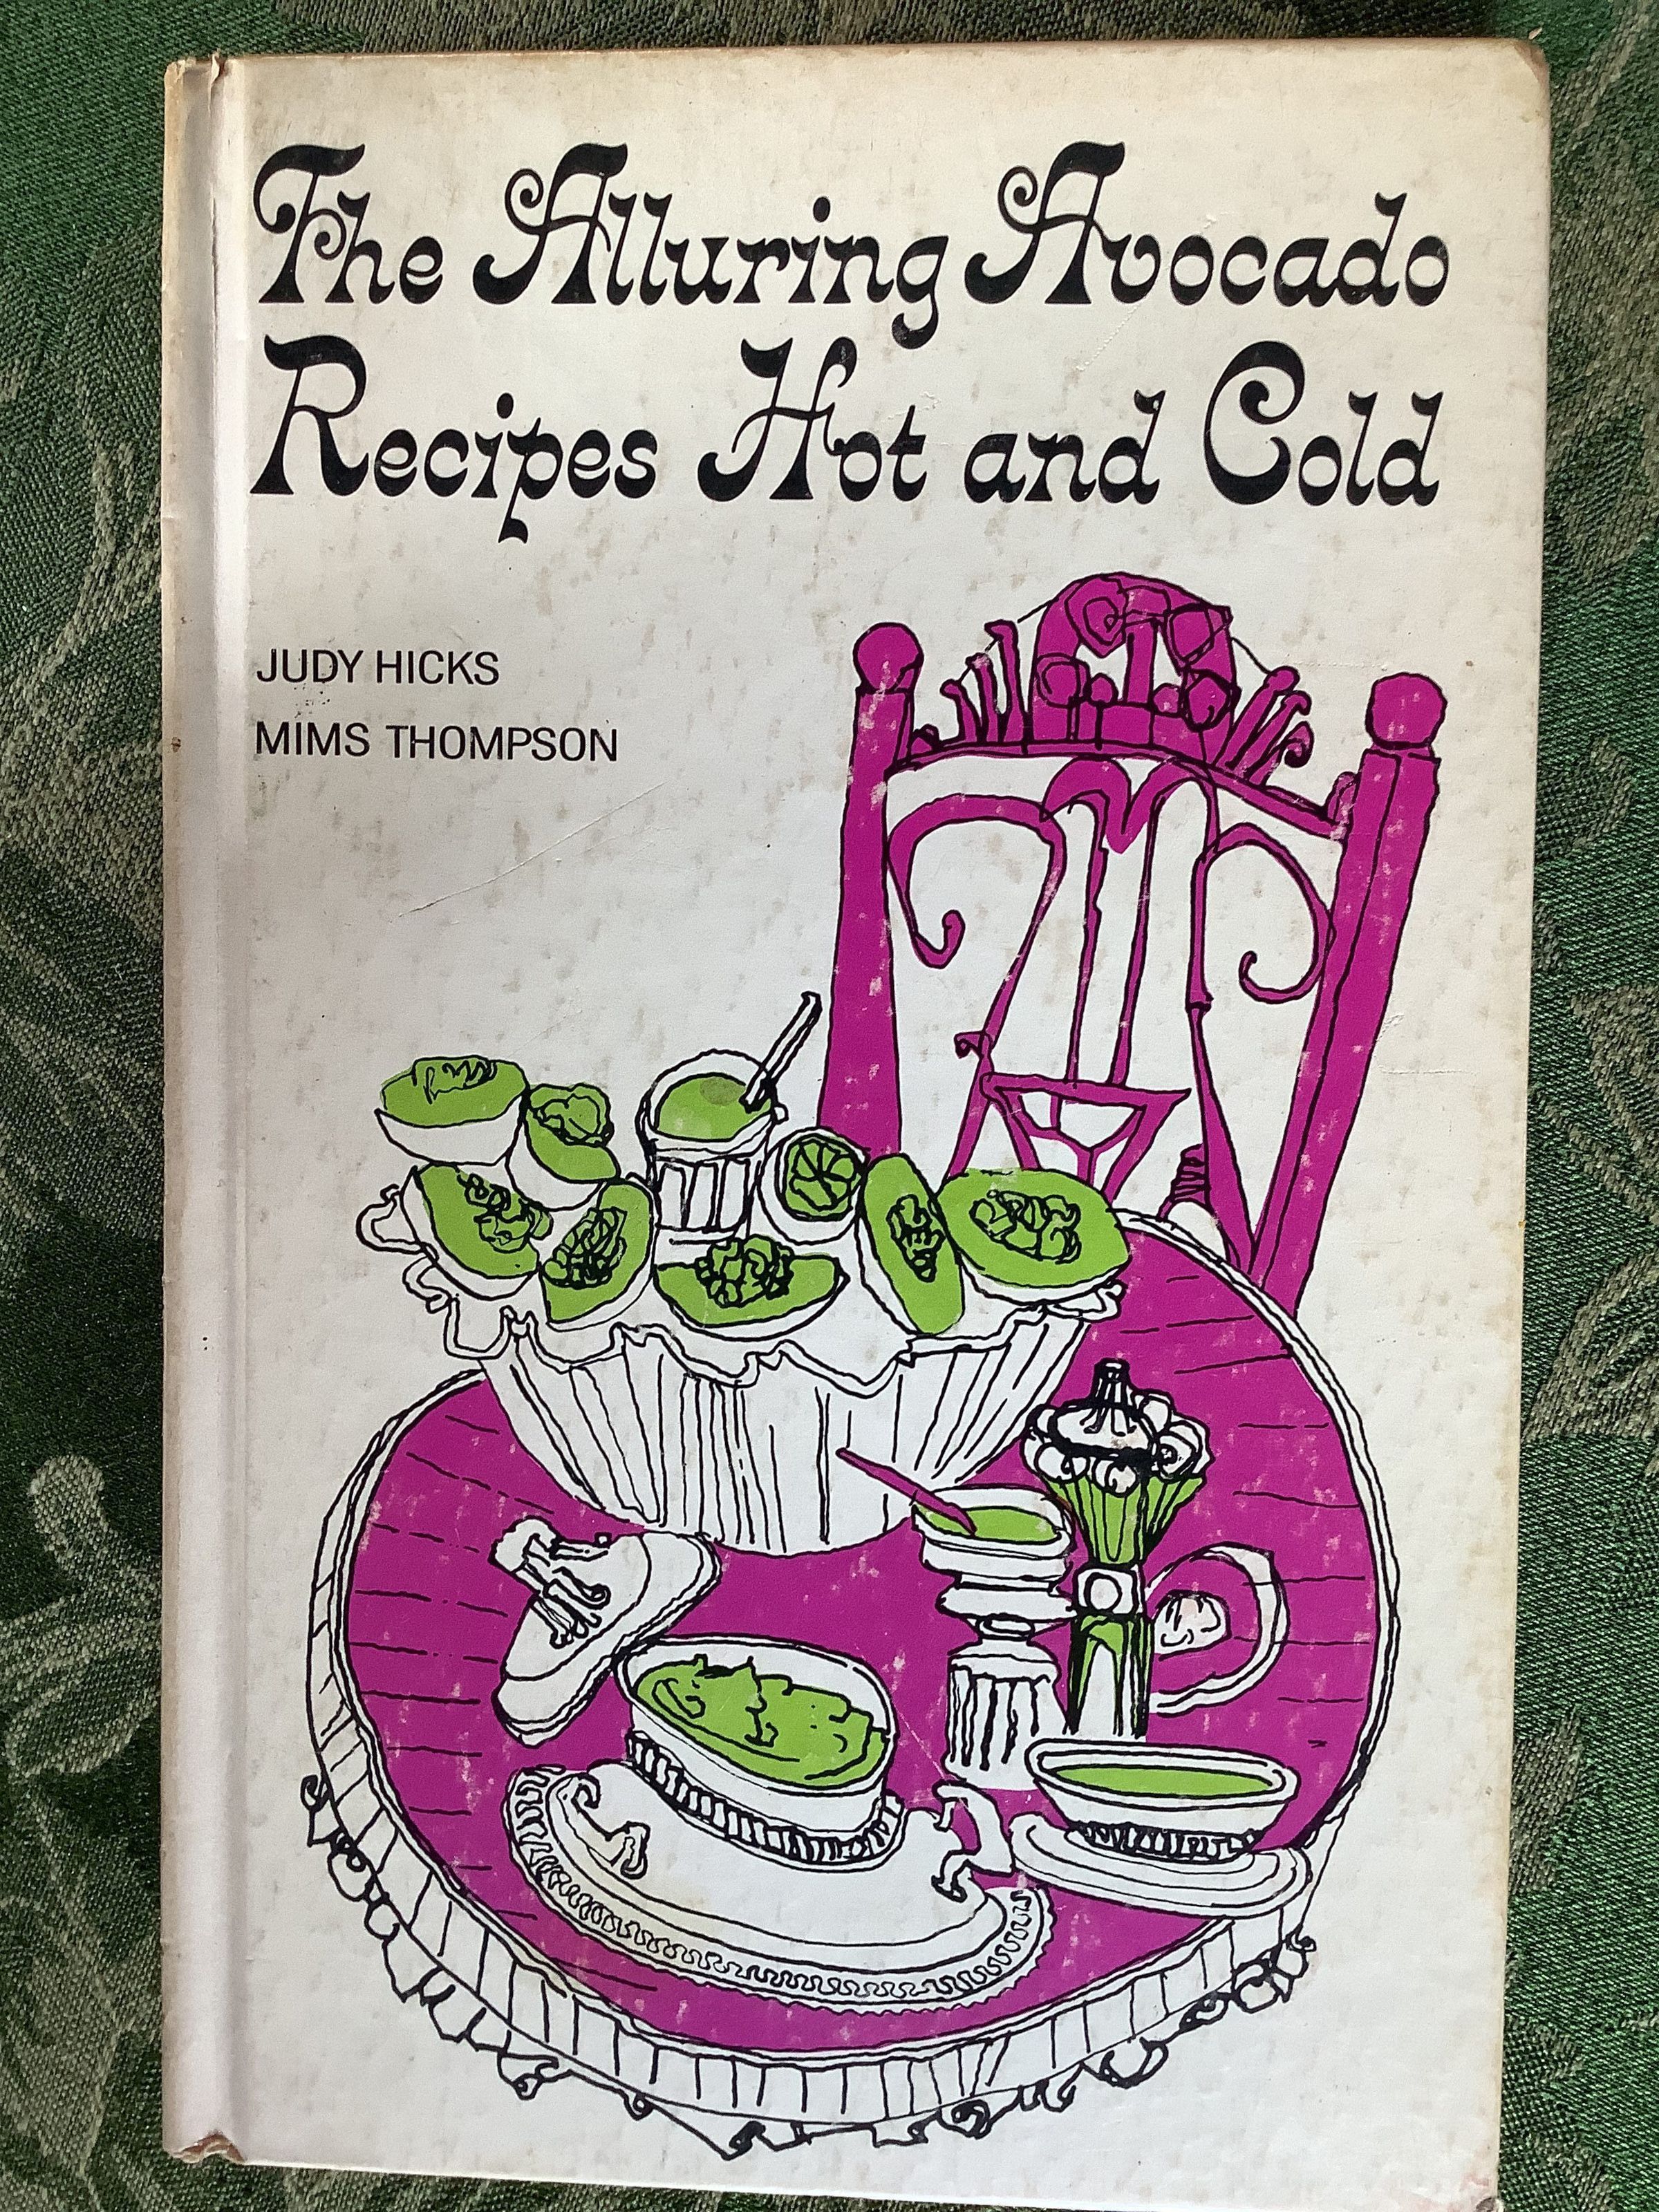 The Alluring Avocado
Recipes Hot and Cold
JUDY HICKS
MIMS THOMPSON